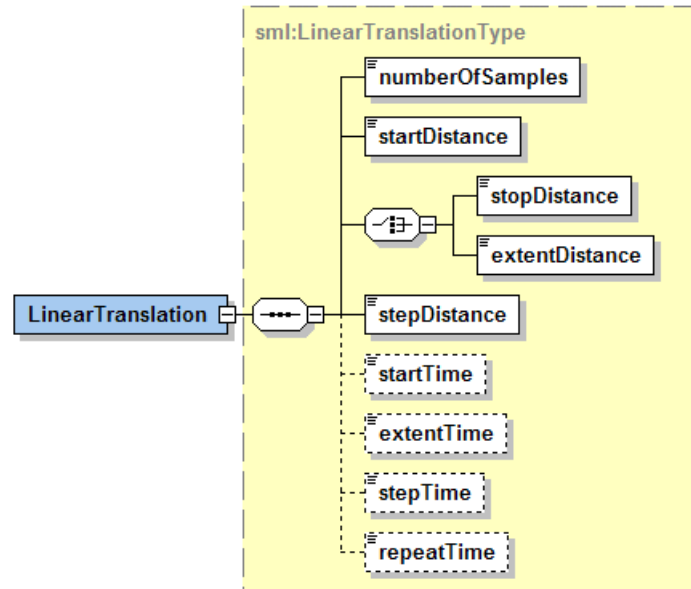 sml:LinearTranslationType
numberOfSamples
startDistance
stopDistance
extentDistance
LinearTranslation
stepDistance
startTime
extentTime
stepTime
repeatTime